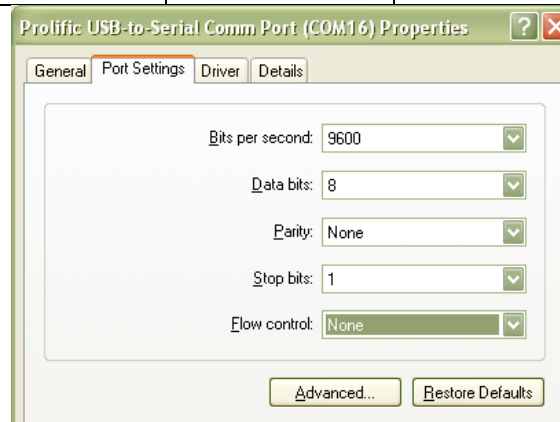 Prolific USB-to-Serial Comm Port (COM16) Properties ?
General Port Settings Driver Details
Bits per second: 9600
Data bits: 8
Parity: None
Stop bits: 1
Flow control: None
Advanced... Restore Defaults